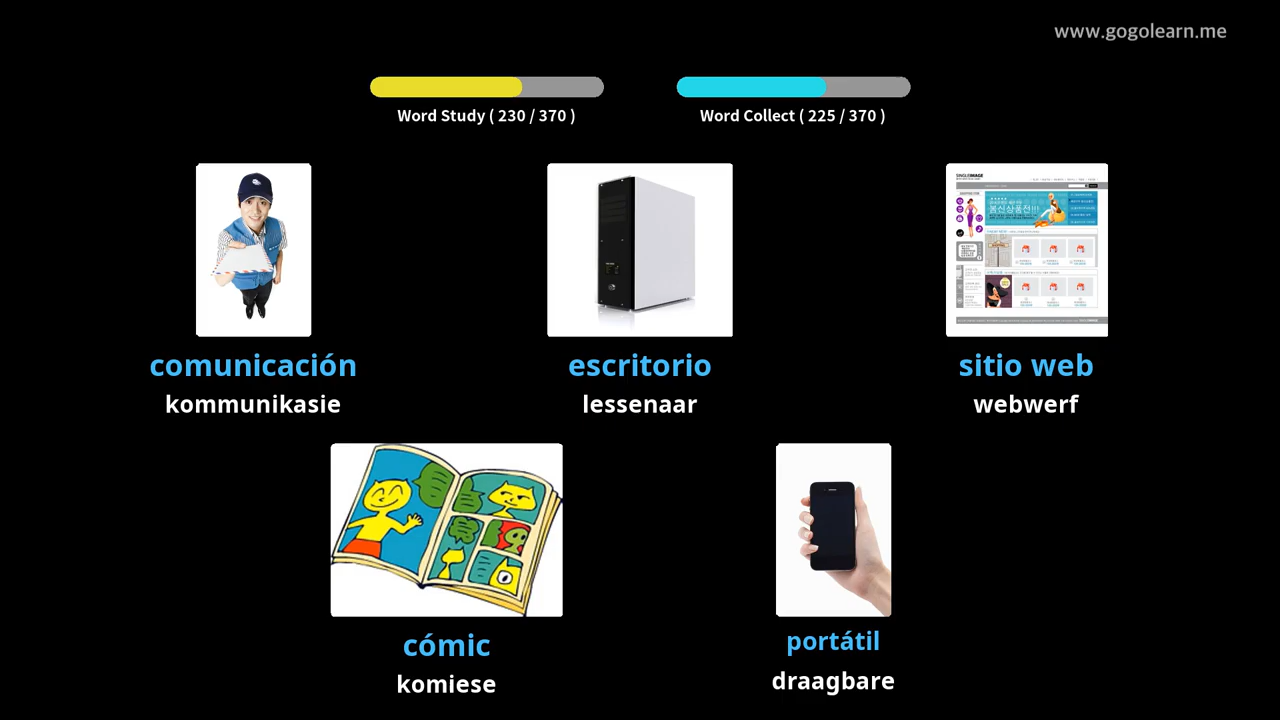 www.gogolearn.me
Word Study ( 230 / 370 )
Word Collect ( 225 / 370 )
comunicación
kommunikasie
escritorio
lessenaar
sitio web
webwerf
cómic
komiese
portátil
draagbare